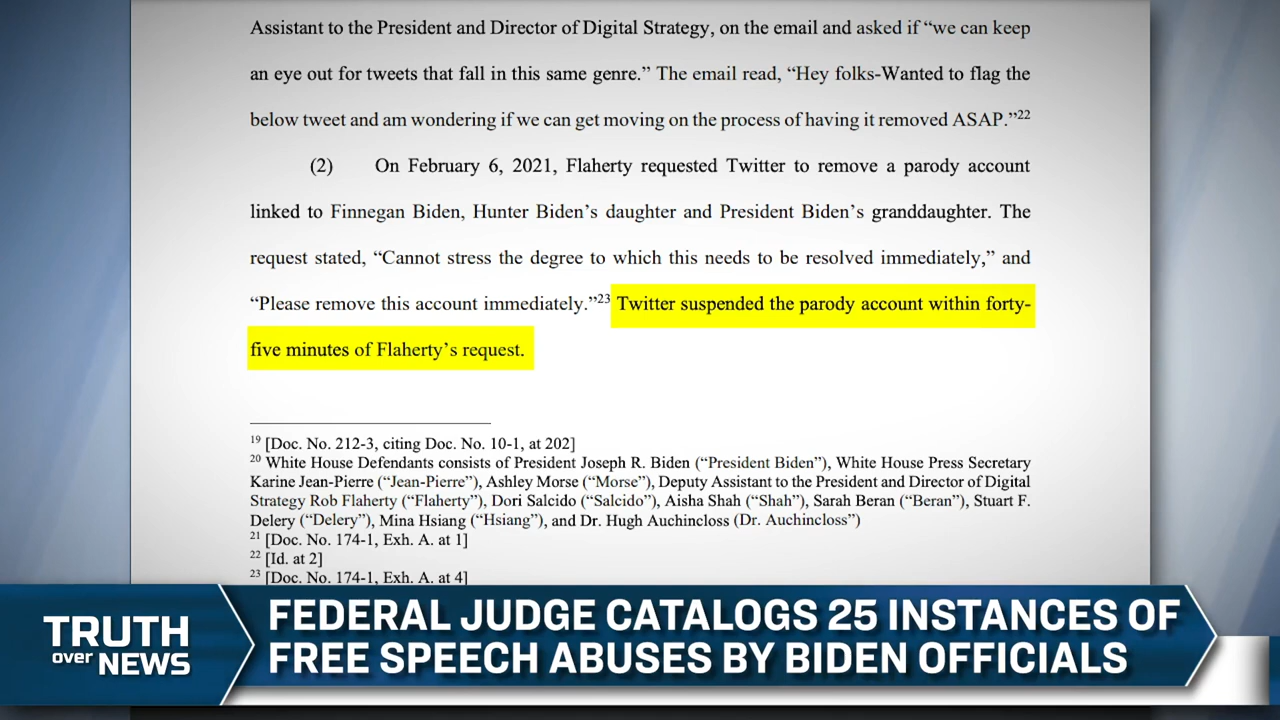 Assistant to the President and Director of Digital Strategy, on the email and asked if “we can keep
an eye out for tweets that fall in this same genre.” The email read, “Hey folks-Wanted to flag the
below tweet and am wondering if we can get moving on the process of having it removed ASAP.”22
(2) On February 6, 2021, Flaherty requested Twitter to remove a parody account
linked to Finnegan Biden, Hunter Biden’s daughter and President Biden’s granddaughter. The
request stated, “Cannot stress the degree to which this needs to be resolved immediately,” and
“Please remove this account immediately.”23 Twitter suspended the parody account within forty-
five minutes of Flaherty’s request.
19 [Doc. No. 212-3, citing Doc. No. 10-1, at 202]
20 White House Defendants consists of President Joseph R. Biden (“President Biden”), White House Press Secretary
Karine Jean-Pierre (“Jean-Pierre”), Ashley Morse (“Morse”), Deputy Assistant to the President and Director of Digital
Strategy Rob Flaherty (“Flaherty”), Dori Salcido (“Salcido”), Aisha Shah (“Shah”), Sarah Beran (“Beran”), Stuart F.
Delery (“Delery”), Mina Hsiang (“Hsiang”), and Dr. Hugh Auchincloss (Dr. Auchincloss”)
21 [Doc. No. 174-1, Exh. A. at 1]
22 [Id. at 2]
23 [Doc. No. 174-1, Exh. A. at 4]
TRUTH
over NEWS
FEDERAL JUDGE CATALOGS 25 INSTANCES OF
FREE SPEECH ABUSES BY BIDEN OFFICIALS